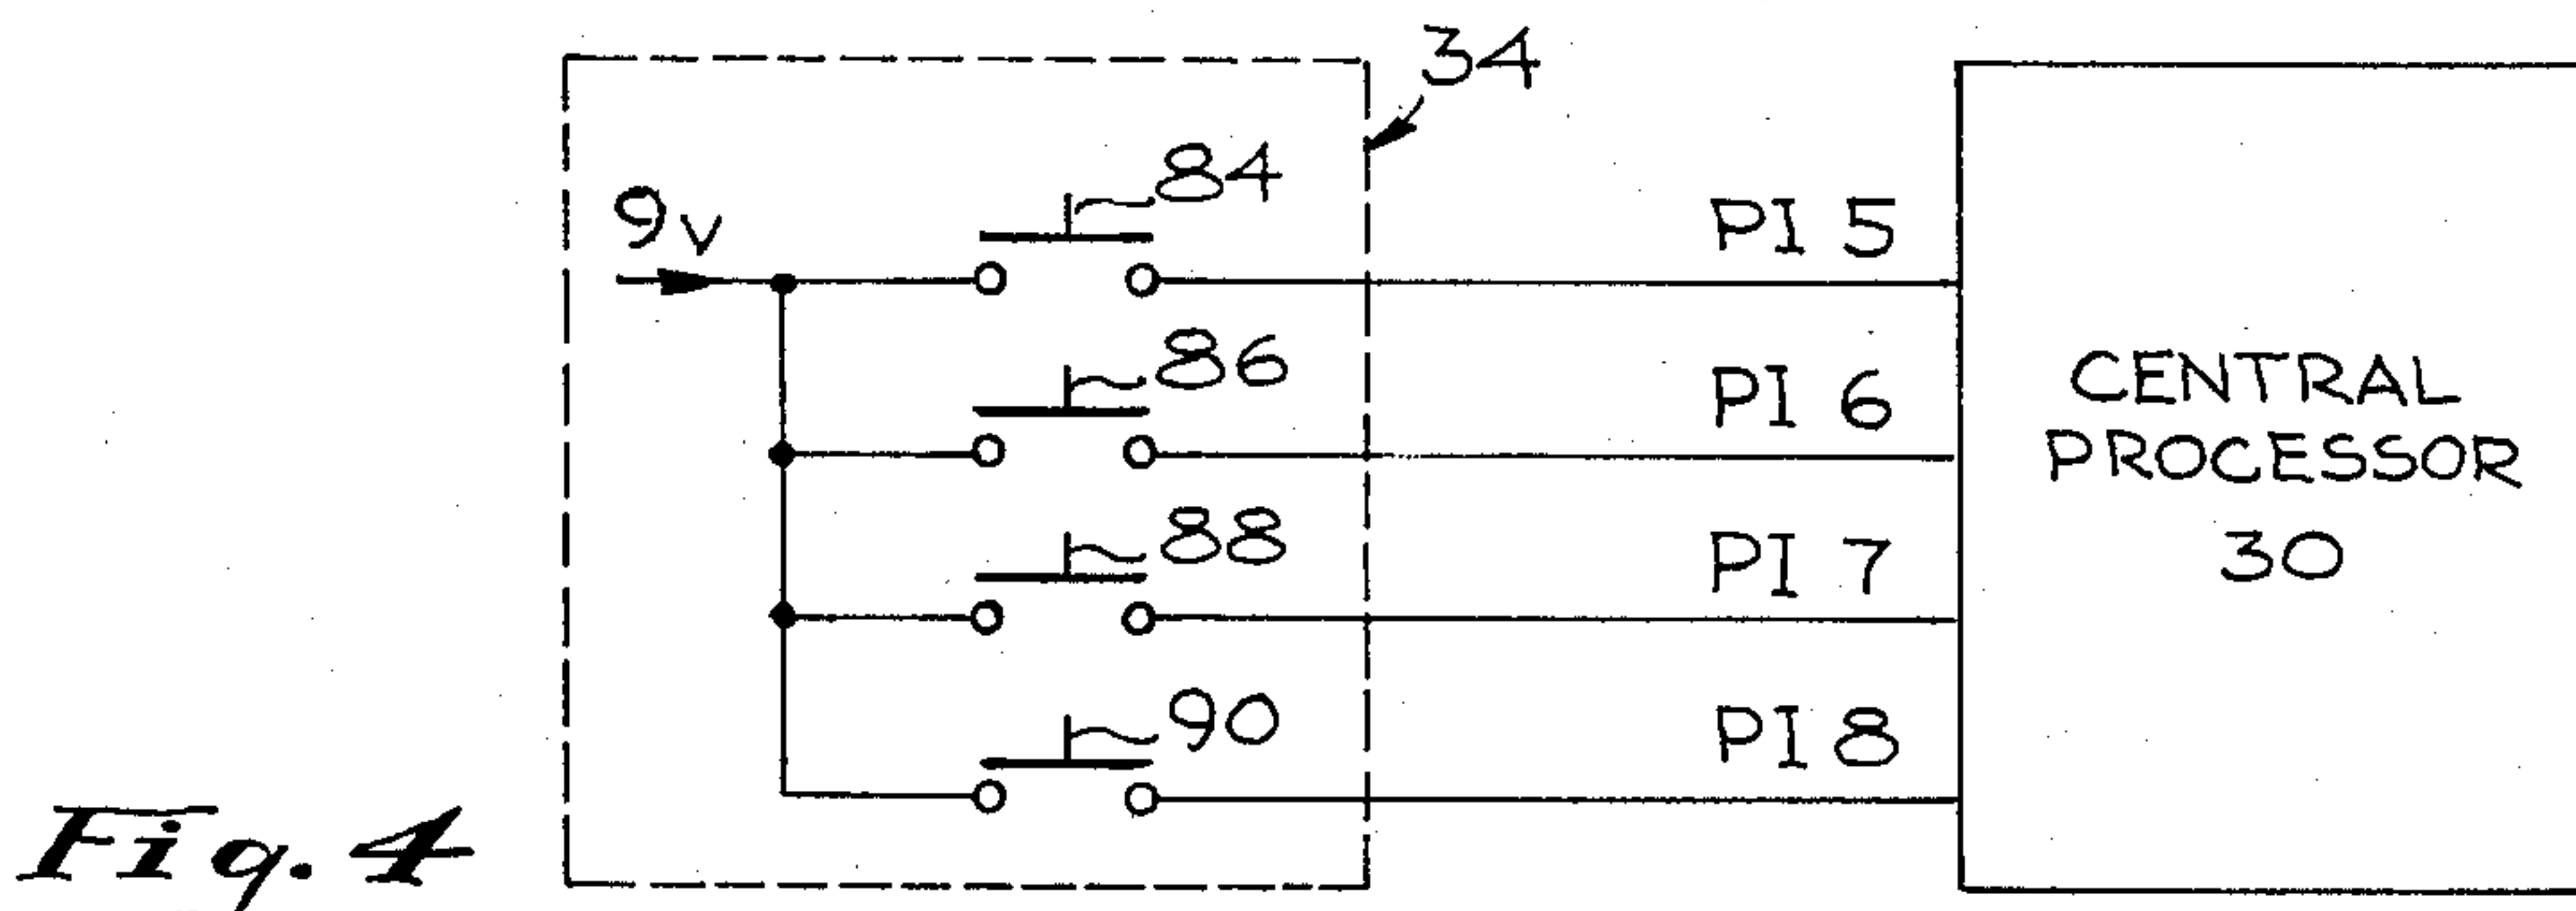 34
84
9v
PI 5
86
PI 6
CENTRAL
PROCESSOR
30
88
PI 7
90
PI 8
Fig. 4